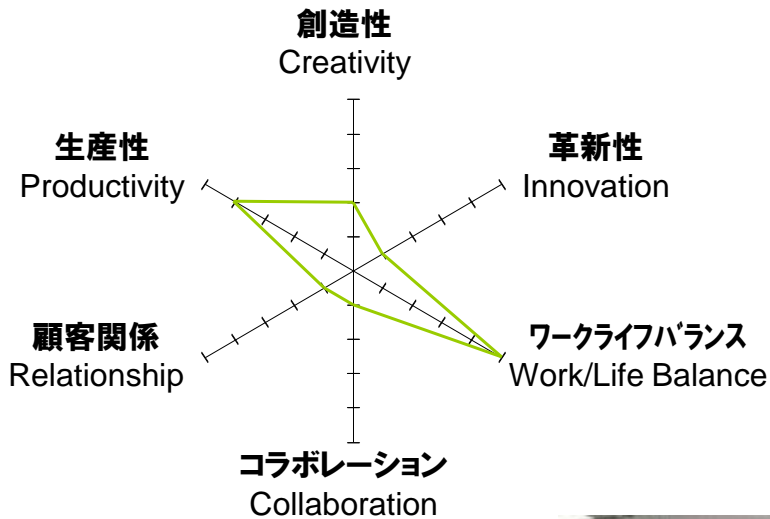 創造性
Creativity
生産性
Productivity
革新性
Innovation
顧客関係
Relationship
ワークライフバランス
Work/Life Balance
コラボレーション
Collaboration